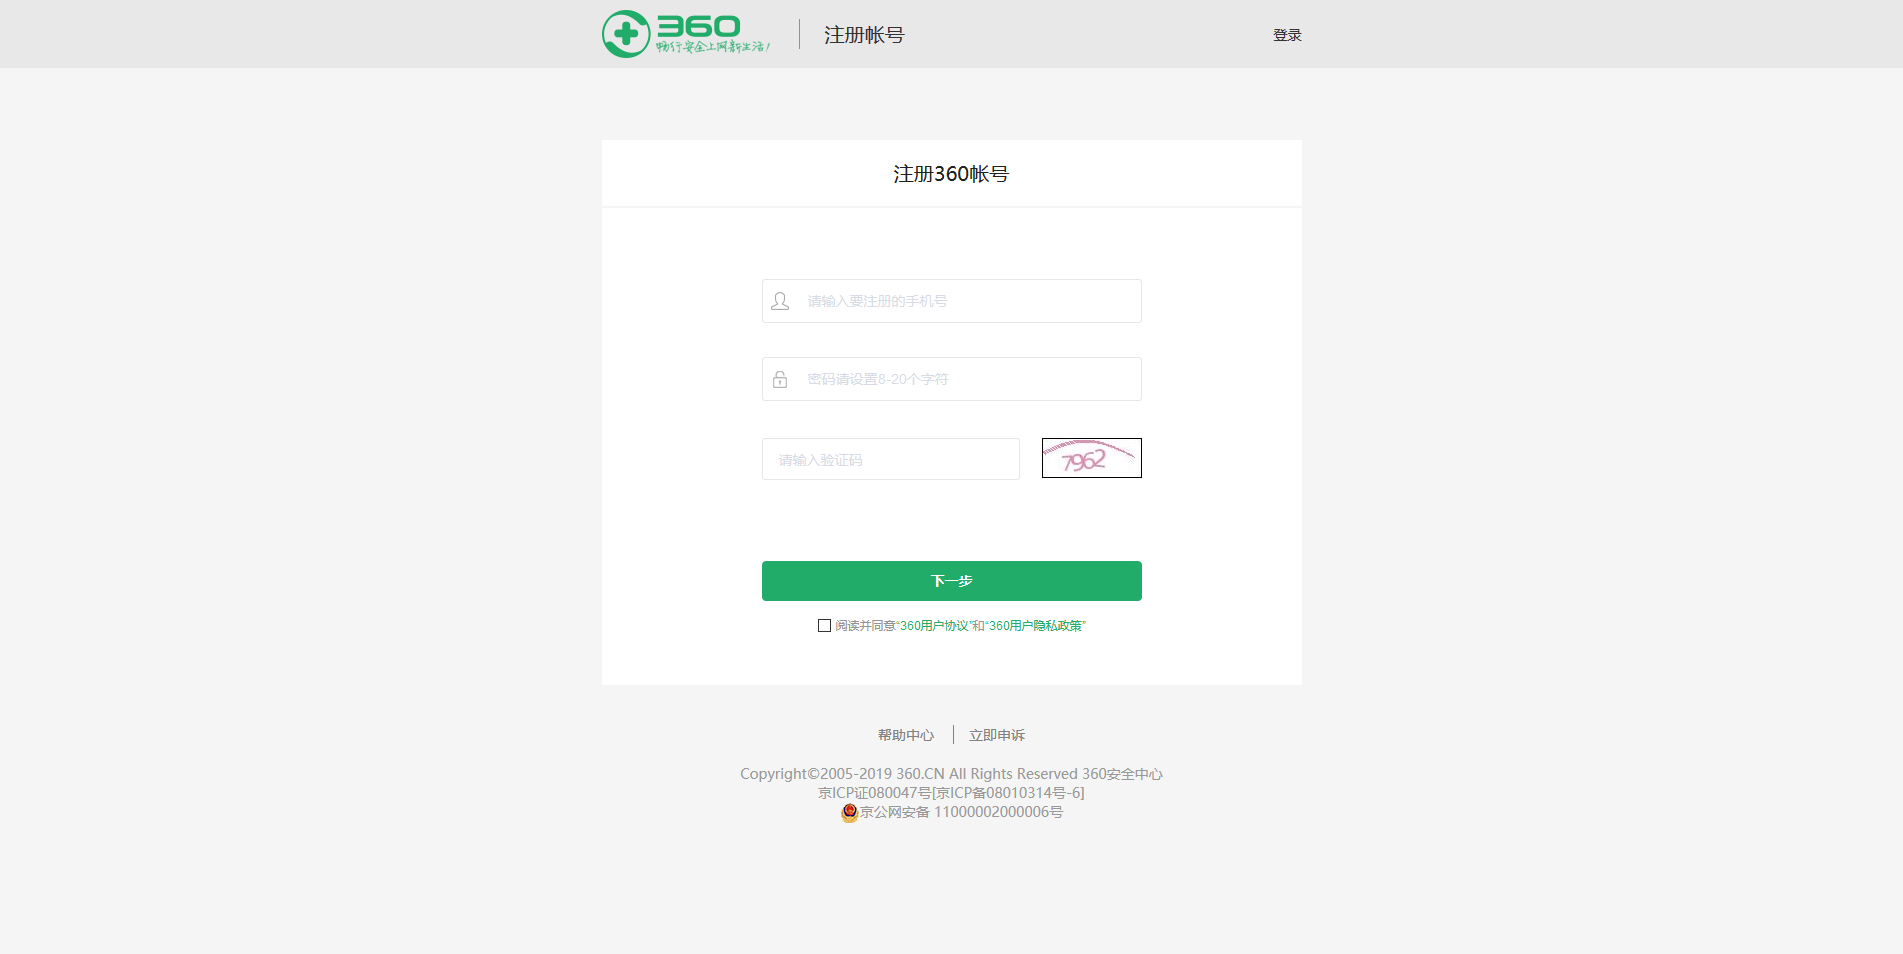 360
畅行安全上网新生活!
注册帐号
登录
注册360帐号
请输入要注册的手机号
密码请设置8-20个字符
请输入验证码
7962
下一步
阅读并同意“360用户协议”和“360用户隐私政策”
帮助中心
立即申诉
Copyright©2005-2019 360.CN All Rights Reserved 360安全中心
京ICP证080047号[京ICP备08010314号-6]
京公网安备 11000002000006号